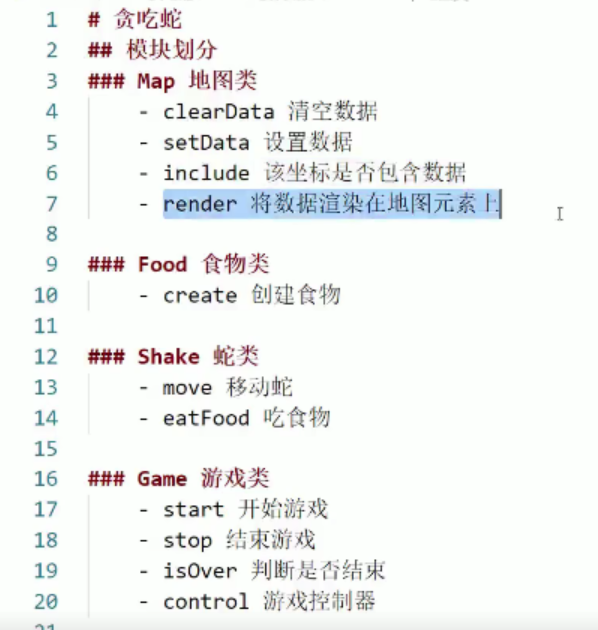 1 # 贪吃蛇
2 ## 模块划分
3 ### Map 地图类
4 - clearData 清空数据
5 - setData 设置数据
6 - include 该坐标是否包含数据
7 - render 将数据渲染在地图元素上
8
9 ### Food 食物类
10 - create 创建食物
11
12 ### Shake 蛇类
13 - move 移动蛇
14 - eatFood 吃食物
15
16 ### Game 游戏类
17 - start 开始游戏
18 - stop 结束游戏
19 - isOver 判断是否结束
20 - control 游戏控制器